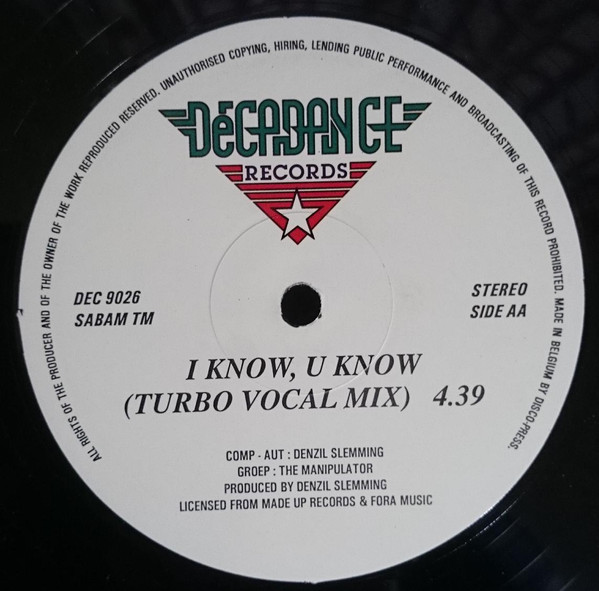 ALL RIGHTS OF THE PRODUCER AND OF THE OWNER OF THE WORK REPRODUCED RESERVED. UNAUTHORISED COPYING, HIRING, LENDING PUBLIC PERFORMANCE AND BROADCASTING OF THIS RECORD PROHIBITED. MADE IN BELGIUM BY DISCO-PRESS.
DéCADANCE
RECORDS
DEC 9026
SABAM TM
STEREO
SIDE AA
I KNOW, U KNOW
(TURBO VOCAL MIX) 4.39
COMP - AUT : DENZIL SLEMMING
GROEP : THE MANIPULATOR
PRODUCED BY DENZIL SLEMMING
LICENSED FROM MADE UP RECORDS & FORA MUSIC